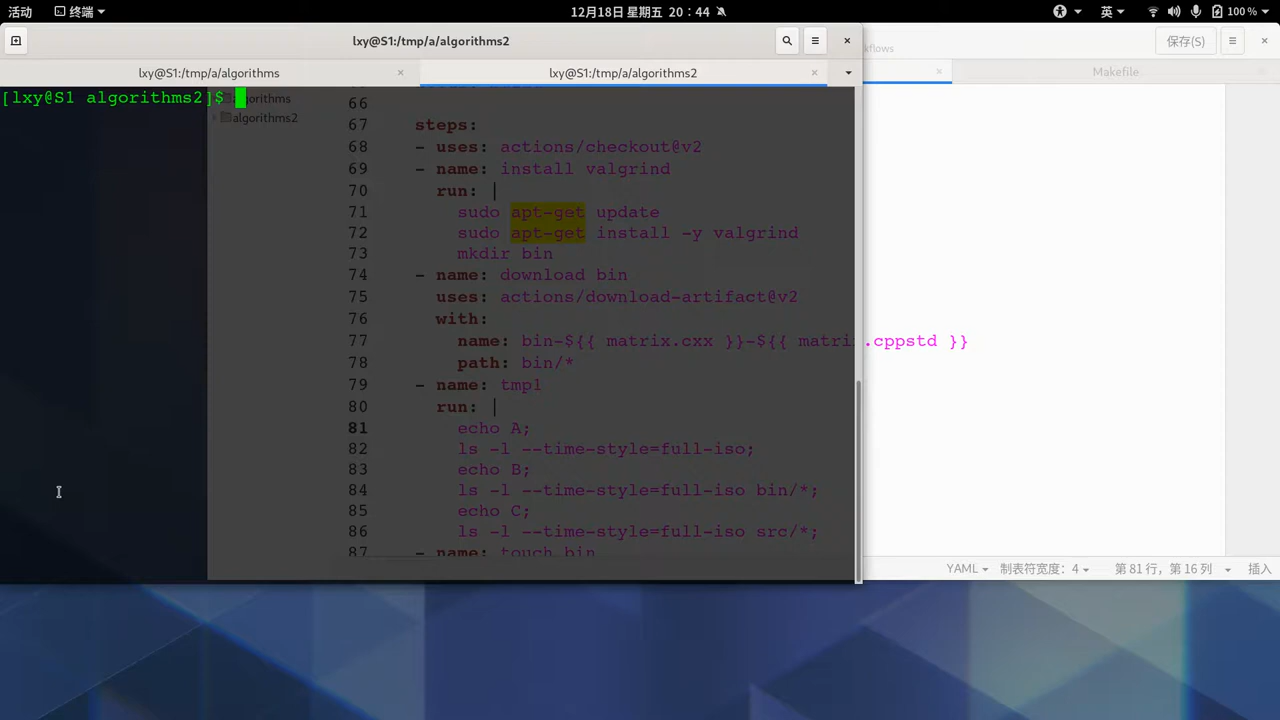 活动 终端 12月18日 星期五 20：44 英 100 %
lxy@S1:/tmp/a/algorithms2
kflows 保存(S)
lxy@S1:/tmp/a/algorithms lxy@S1:/tmp/a/algorithms2 Makefile
[lxy@S1 algorithms2]$
algorithms2
66
67 steps:
68 - uses: actions/checkout@v2
69 - name: install valgrind
70 run: |
71 sudo apt-get update
72 sudo apt-get install -y valgrind
73 mkdir bin
74 - name: download bin
75 uses: actions/download-artifact@v2
76 with:
77 name: bin-${{ matrix.cxx }}-${{ matrix.cppstd }}
78 path: bin/*
79 - name: tmp1
80 run: |
81 echo A;
82 ls -l --time-style=full-iso;
83 echo B;
84 ls -l --time-style=full-iso bin/*;
85 echo C;
86 ls -l --time-style=full-iso src/*;
87 - name: touch bin
YAML 制表符宽度：4 第 81 行，第 16 列 插入